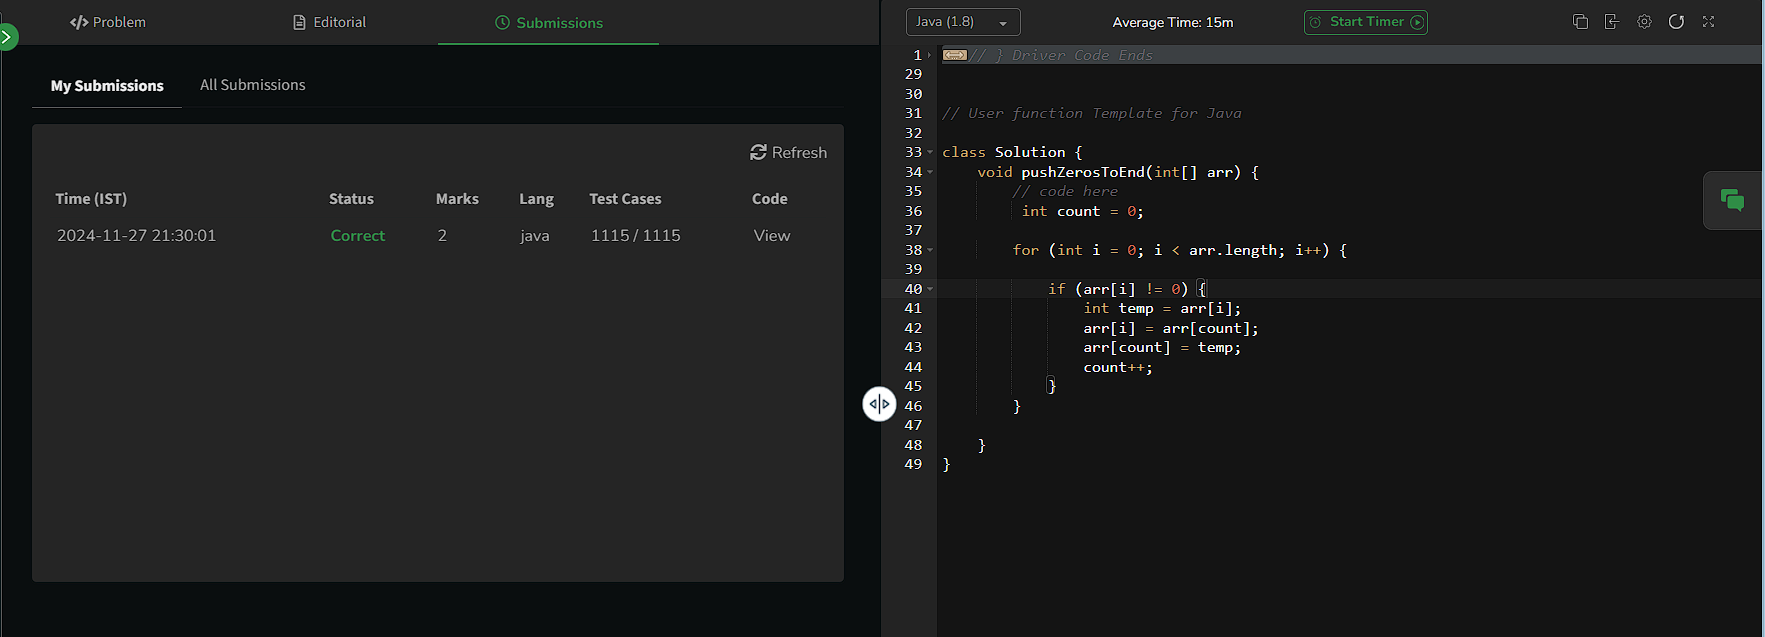 </> Problem
Editorial
Submissions
My Submissions
All Submissions
Refresh
Time (IST) Status Marks Lang Test Cases Code
2024-11-27 21:30:01 Correct 2 java 1115 / 1115 View
Java (1.8)
Average Time: 15m
Start Timer
1 // } Driver Code Ends
29
30
31 // User function Template for Java
32
33 class Solution {
34 void pushZerosToEnd(int[] arr) {
35 // code here
36 int count = 0;
37
38 for (int i = 0; i < arr.length; i++) {
39
40 if (arr[i] != 0) {
41 int temp = arr[i];
42 arr[i] = arr[count];
43 arr[count] = temp;
44 count++;
45 }
46 }
47
48 }
49 }